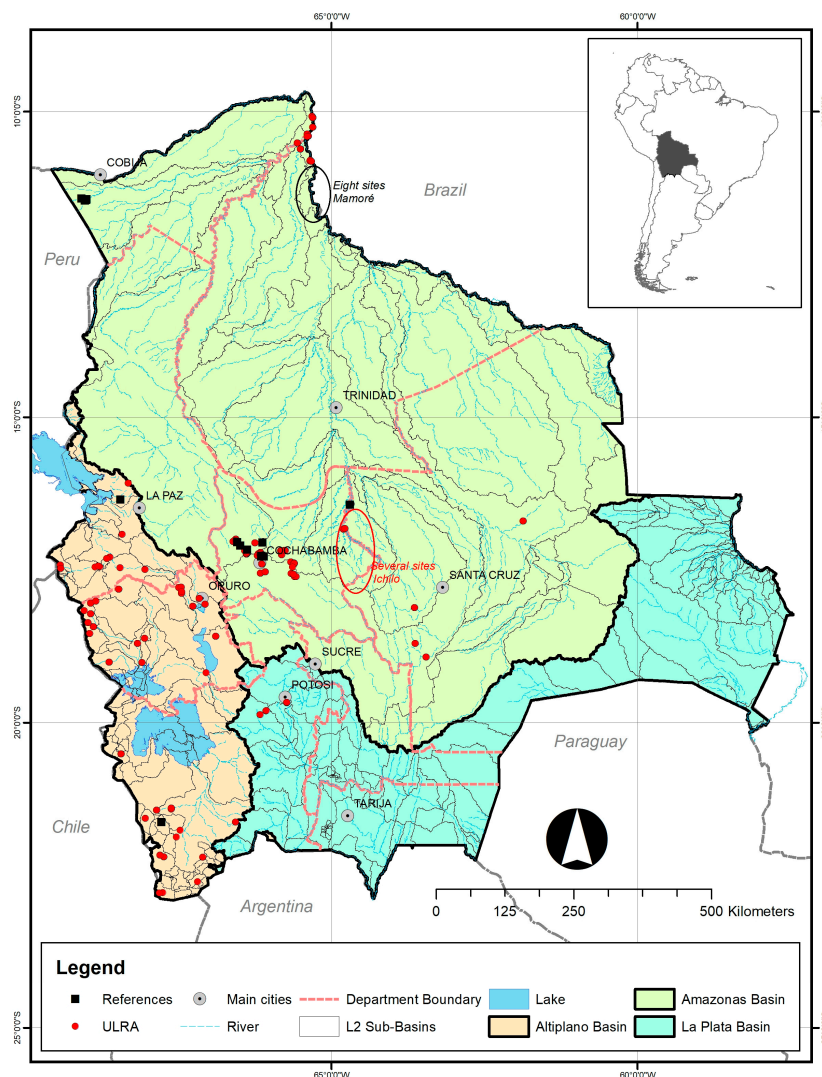 65°0'0"W
60°0'0"W
10°0'0"S
COBIJA
Eight sites
Mamoré
Brazil
Peru
TRINIDAD
15°0'0"S
LA PAZ
COCHABAMBA
Several sites
Ichilo
SANTA CRUZ
ORURO
SUCRE
POTOSI
20°0'0"S
Paraguay
TARIJA
Chile
Argentina
0 125 250 500 Kilometers
Legend
References Main cities Department Boundary Lake Amazonas Basin
ULRA River L2 Sub-Basins Altiplano Basin La Plata Basin
25°0'0"S
65°0'0"W
60°0'0"W